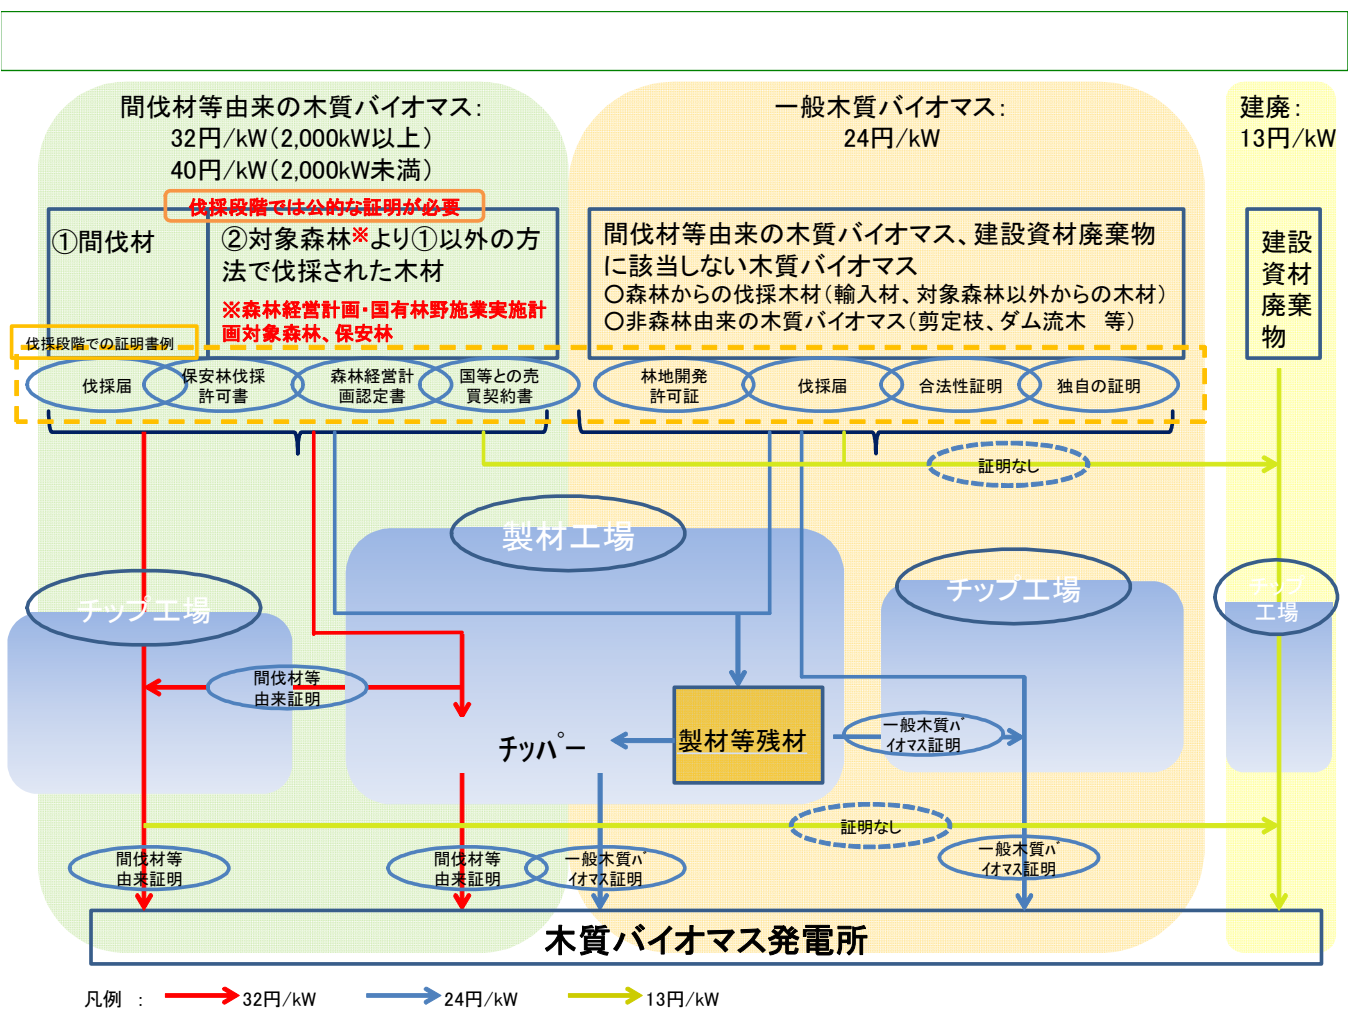 間伐材等由来の木質バイオマス：
32円/kW（2,000kW以上）
40円/kW（2,000kW未満）
一般木質バイオマス：
24円/kW
建廃：
13円/kW
伐採段階では公的な証明が必要
①間伐材
②対象森林※より①以外の方
法で伐採された木材
※森林経営計画・国有林野施業実施計
画対象森林、保安林
間伐材等由来の木質バイオマス、建設資材廃棄物
に該当しない木質バイオマス
○森林からの伐採木材（輸入材、対象森林以外からの木材）
○非森林由来の木質バイオマス（剪定枝、ダム流木　等）
建設
資材
廃棄
物
伐採段階での証明書例
伐採届
保安林伐採
許可書
森林経営計
画認定書
国等との売
買契約書
林地開発
許可証
伐採届
合法性証明
独自の証明
証明なし
製材工場
チップ工場
チップ工場
チップ
工場
間伐材等
由来証明
チッパー
製材等残材
一般木質バ
イオマス証明
証明なし
間伐材等
由来証明
間伐材等
由来証明
一般木質バ
イオマス証明
一般木質バ
イオマス証明
木質バイオマス発電所
凡例　：
32円/kW
24円/kW
13円/kW